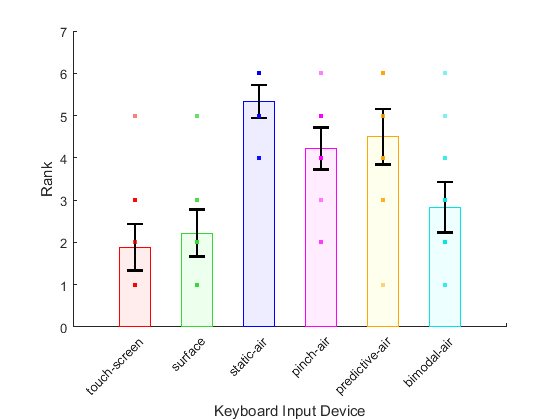 7
6
5
4
3
2
1
0
Rank
touch-screen
surface
static-air
pinch-air
predictive-air
bimodal-air
Keyboard Input Device